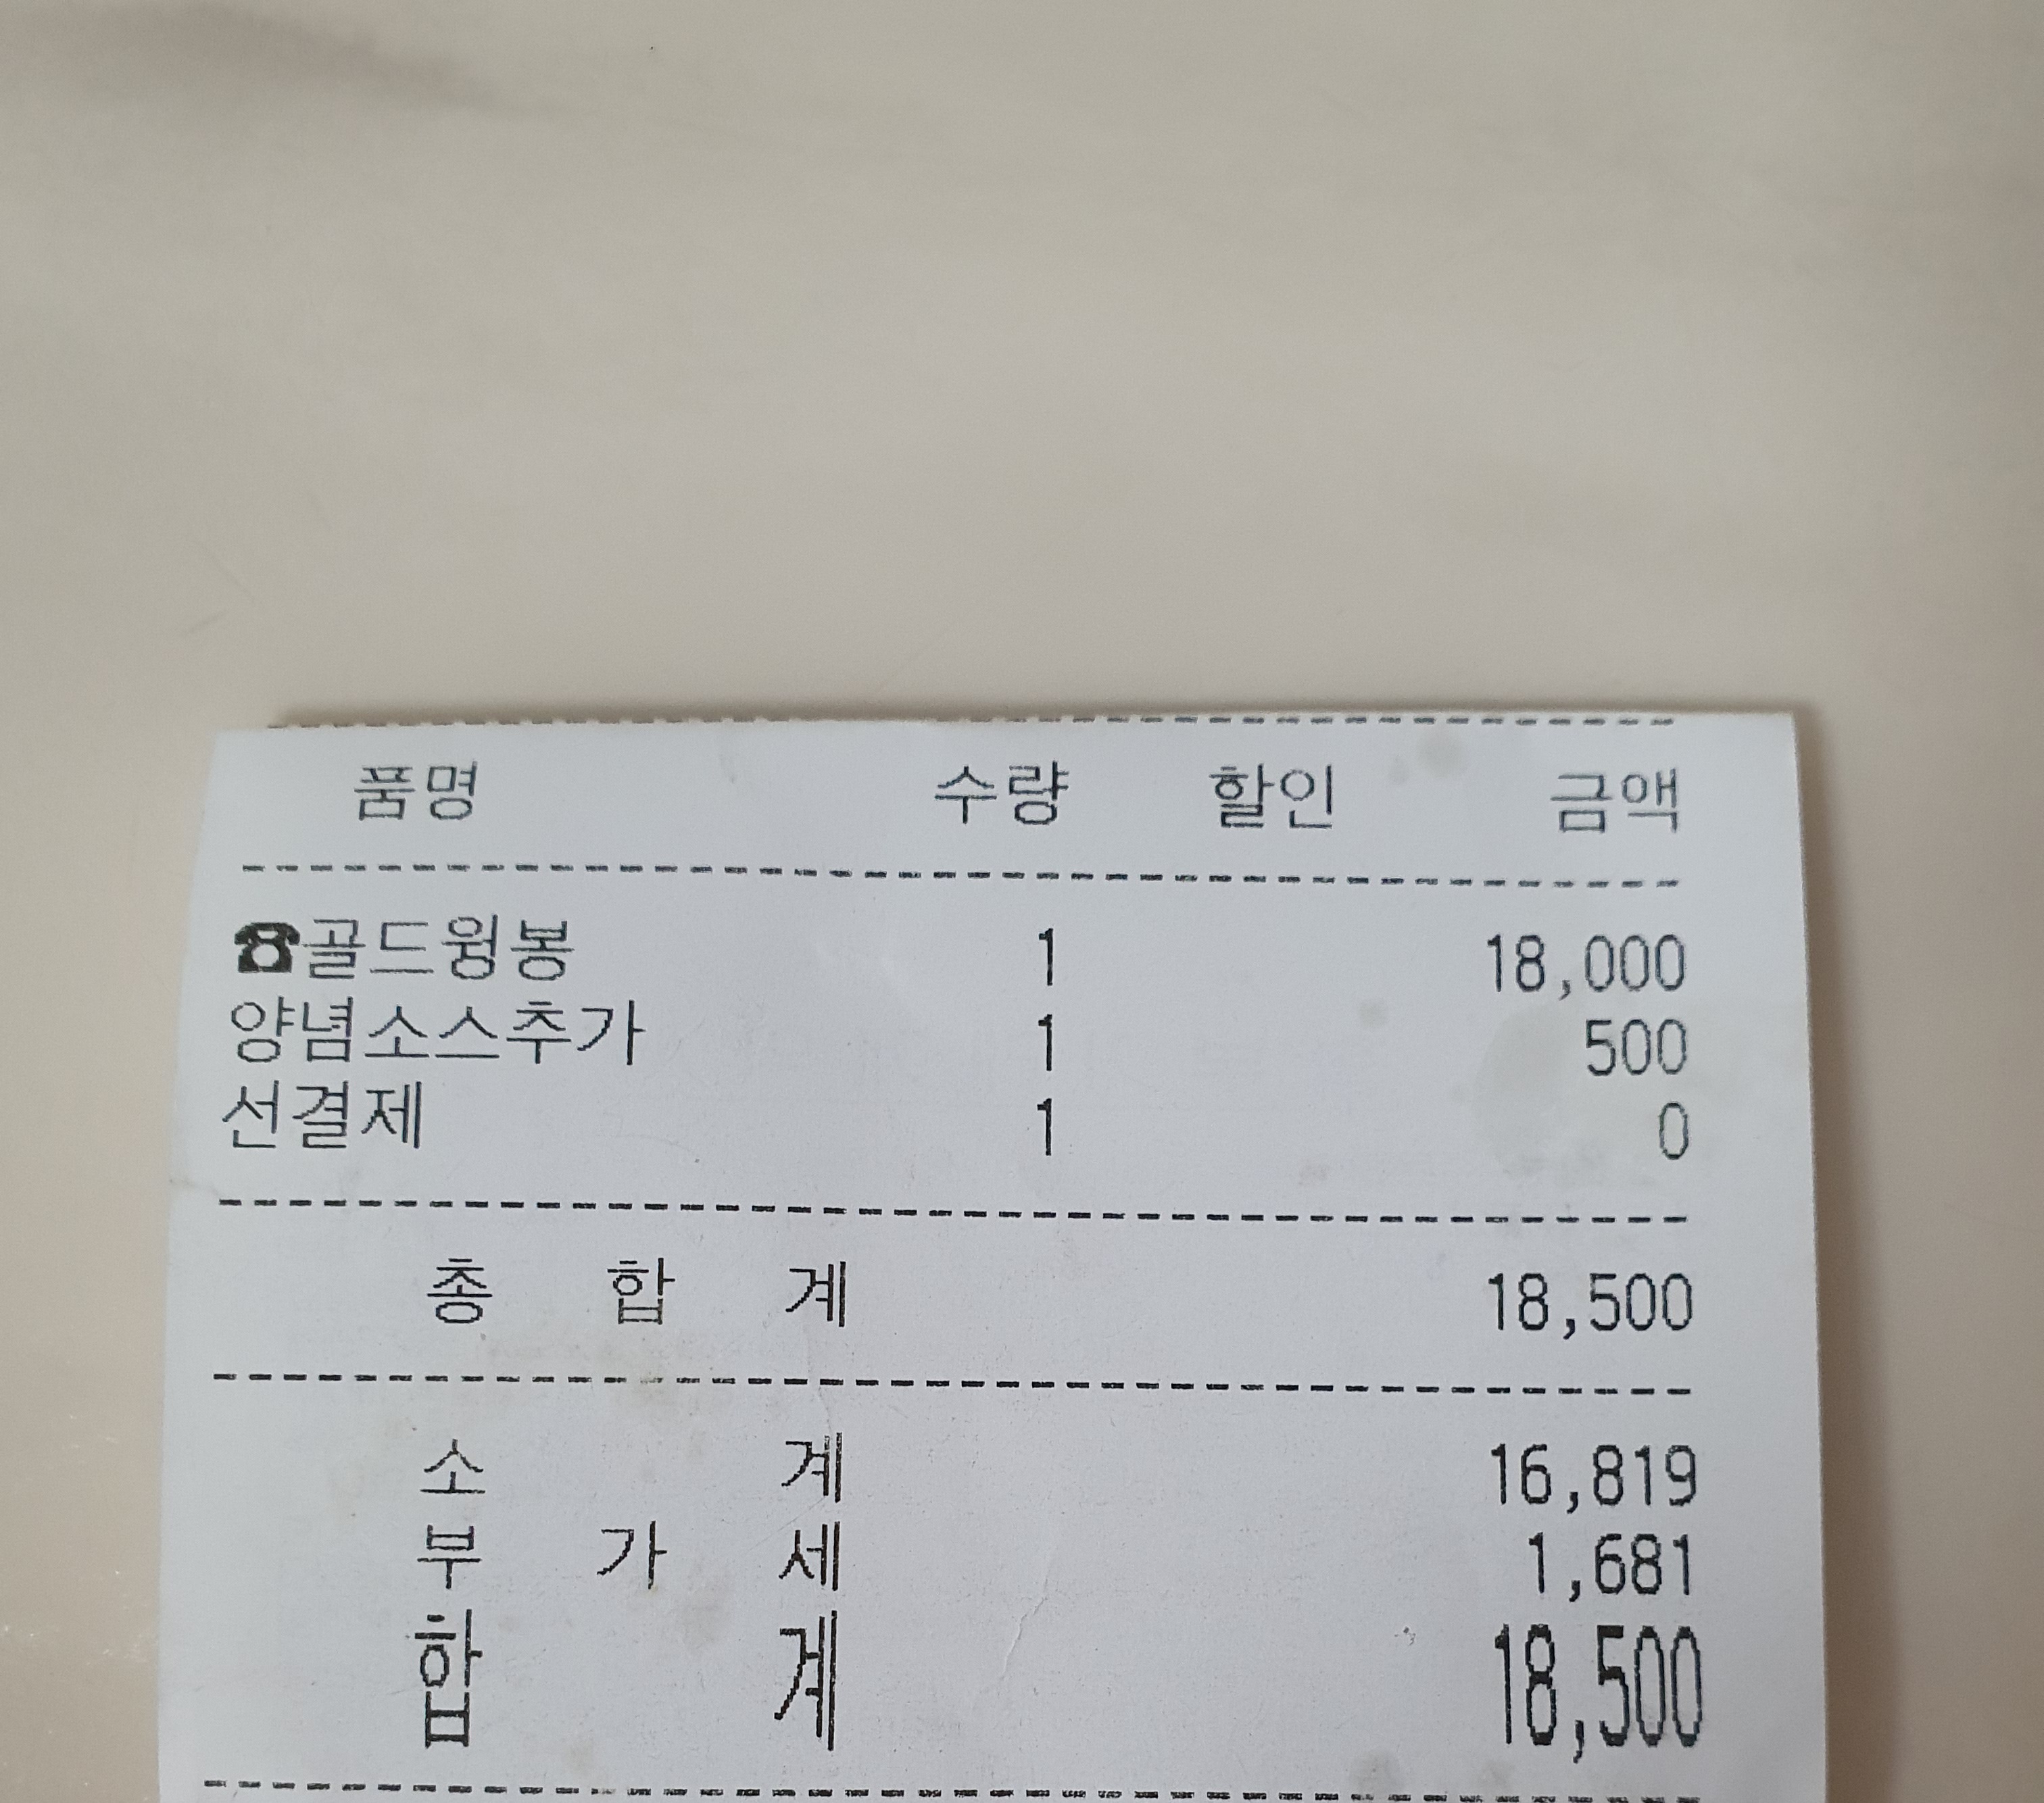 품명 수량 할인 금액
☎골드윙봉 1 18,000
양념소스추가 1 500
선결제 1 0
총 합 계 18,500
소 계 16,819
부 가 세 1,681
합 계 18,500